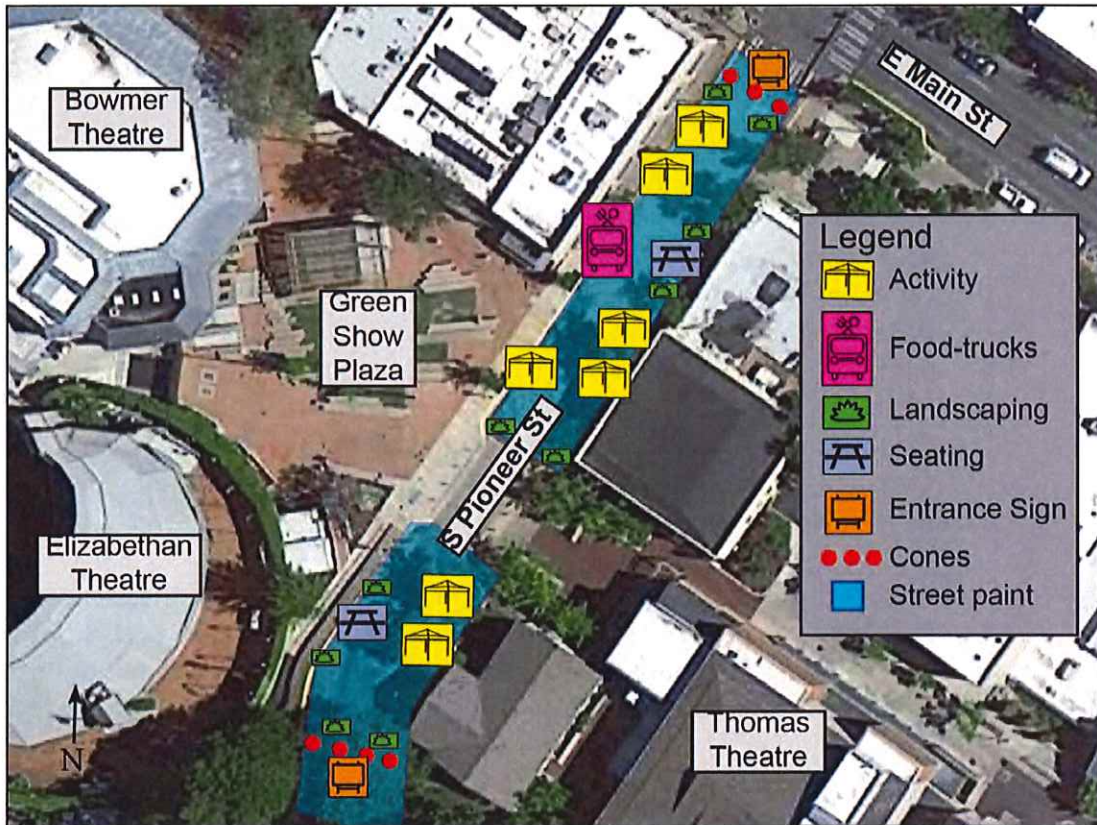 Bowmer
Theatre
E Main St
Green
Show
Plaza
S Pioneer St
Elizabethan
Theatre
Thomas
Theatre
N
Legend
Activity
Food-trucks
Landscaping
Seating
Entrance Sign
Cones
Street paint